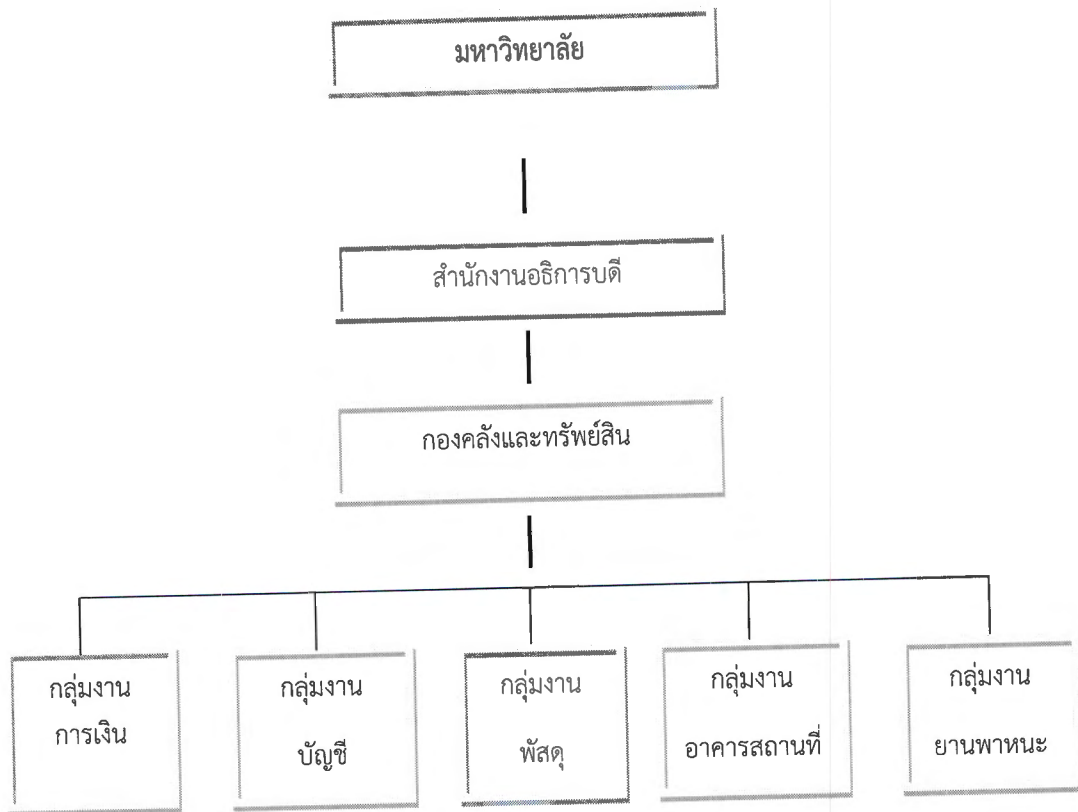 มหาวิทยาลัย
สำนักงานอธิการบดี
กองคลังและทรัพย์สิน
กลุ่มงาน
การเงิน
กลุ่มงาน
บัญชี
กลุ่มงาน
พัสดุ
กลุ่มงาน
อาคารสถานที่
กลุ่มงาน
ยานพาหนะ